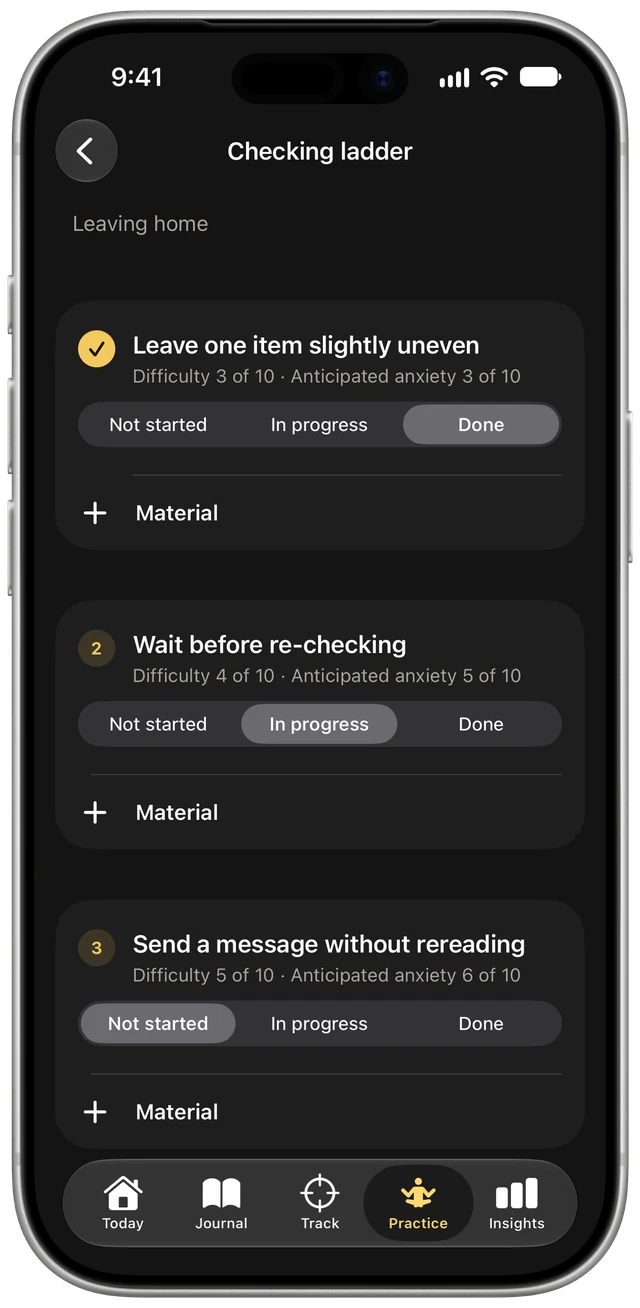 9:41
Checking ladder
Leaving home
Leave one item slightly uneven
Difficulty 3 of 10 · Anticipated anxiety 3 of 10
Not started In progress Done
Material
2 Wait before re-checking
Difficulty 4 of 10 · Anticipated anxiety 5 of 10
Not started In progress Done
Material
3 Send a message without rereading
Difficulty 5 of 10 · Anticipated anxiety 6 of 10
Not started In progress Done
Material
Today Journal Track Practice Insights